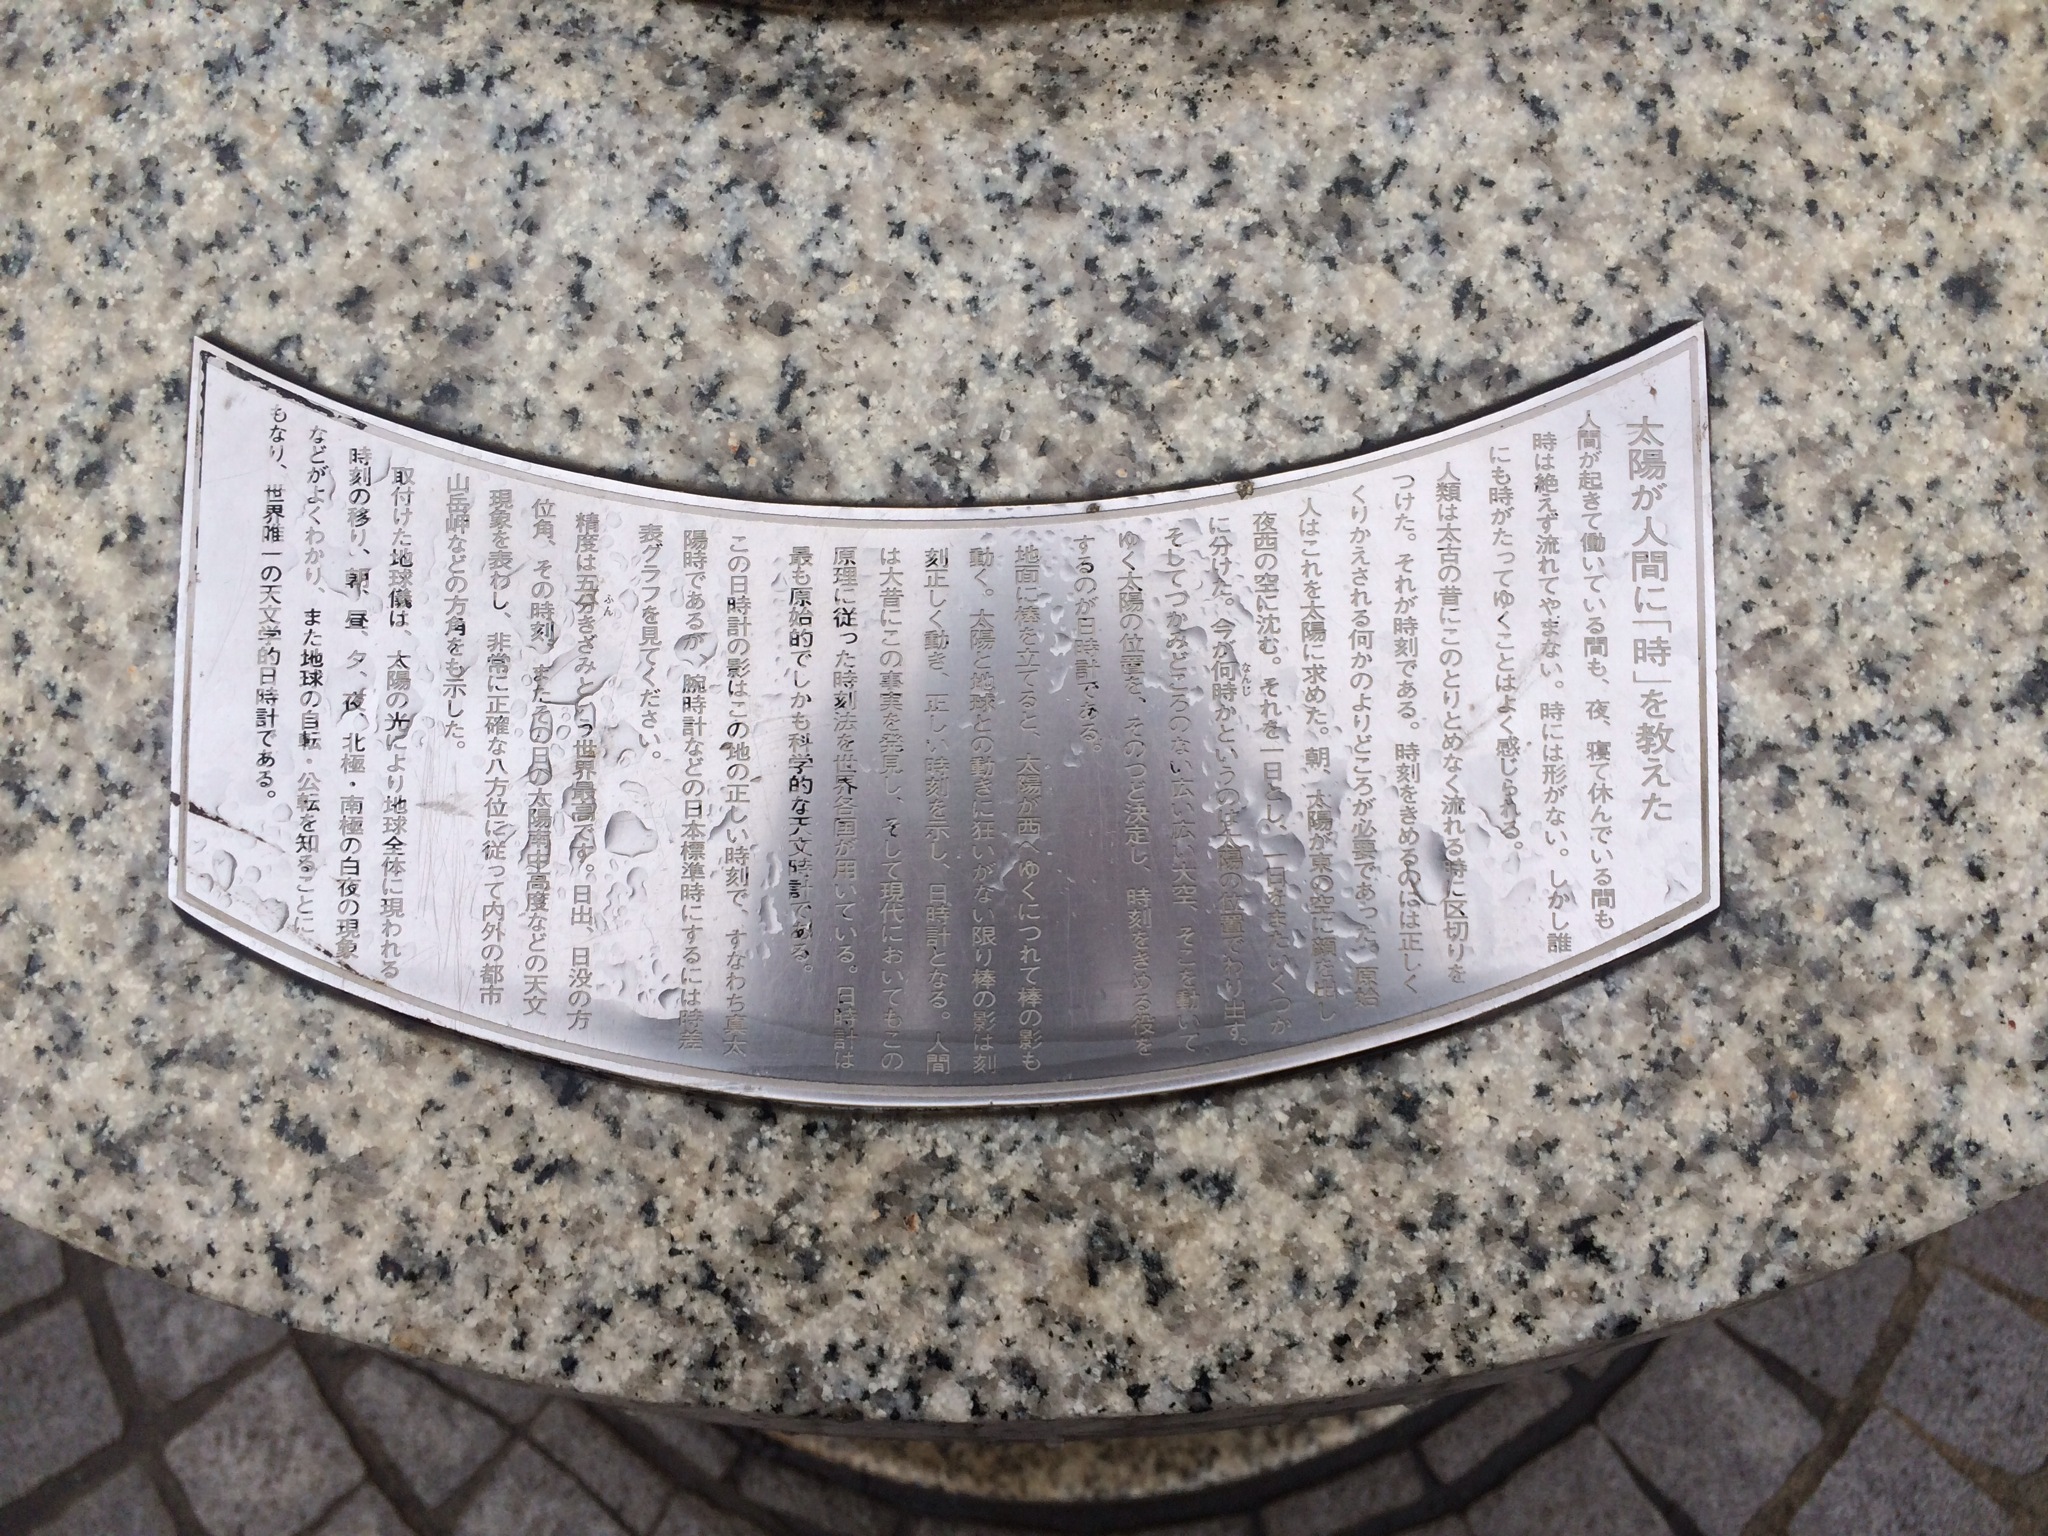 太陽が人間に「時」を教えた
人間が起きて働いている間も、夜、寝て休んでいる間も
時は絶えず流れてやまない。時には形がない。しかし誰
にも時がたってゆくことはよく感じられる。
人類は太古の昔にこのとりとめなく流れる時に区切りを
つけた。それが時刻である。時刻をきめるのには正しく
くりかえされる何かのよりどころが必要であった。原始
人はこれを太陽に求めた。朝、太陽が東の空に顔を出し
夜西の空に沈む。それを一日とし、一日をまたいくつか
に分けた。今が何時かというのは太陽の位置でわり出す。
なんじ
そしてつかみどころのない広い広い大空、そこを動いて
ゆく太陽の位置を、そのつど決定し、時刻をきめる役を
するのが日時計である。
地面に棒を立てると、太陽が西へゆくにつれて棒の影も
動く。太陽と地球との動きに狂いがない限り棒の影は刻
刻正しく動き、正しい時刻を示し、日時計となる。人間
は大昔にこの事実を発見し、そして現代においてもこの
原理に従った時刻法を世界各国が用いている。日時計は
最も原始的でしかも科学的な天文時計である。
この日時計の影はこの地の正しい時刻で、すなわち真太
陽時であるが、腕時計などの日本標準時にするには時差
表グラフを見てください。
精度は五分きざみという世界最高です。日出、日没の方
ふん
位角、その時刻。またその日の太陽南中高度などの天文
現象を表わし、非常に正確な八方位に従って内外の都市
山岳岬などの方角をも示した。
取付けた地球儀は、太陽の光により地球全体に現われる
時刻の移り、朝、昼、夕、夜、北極・南極の白夜の現象
などがよくわかり、また地球の自転・公転を知ることに
もなり、世界唯一の天文学的日時計である。